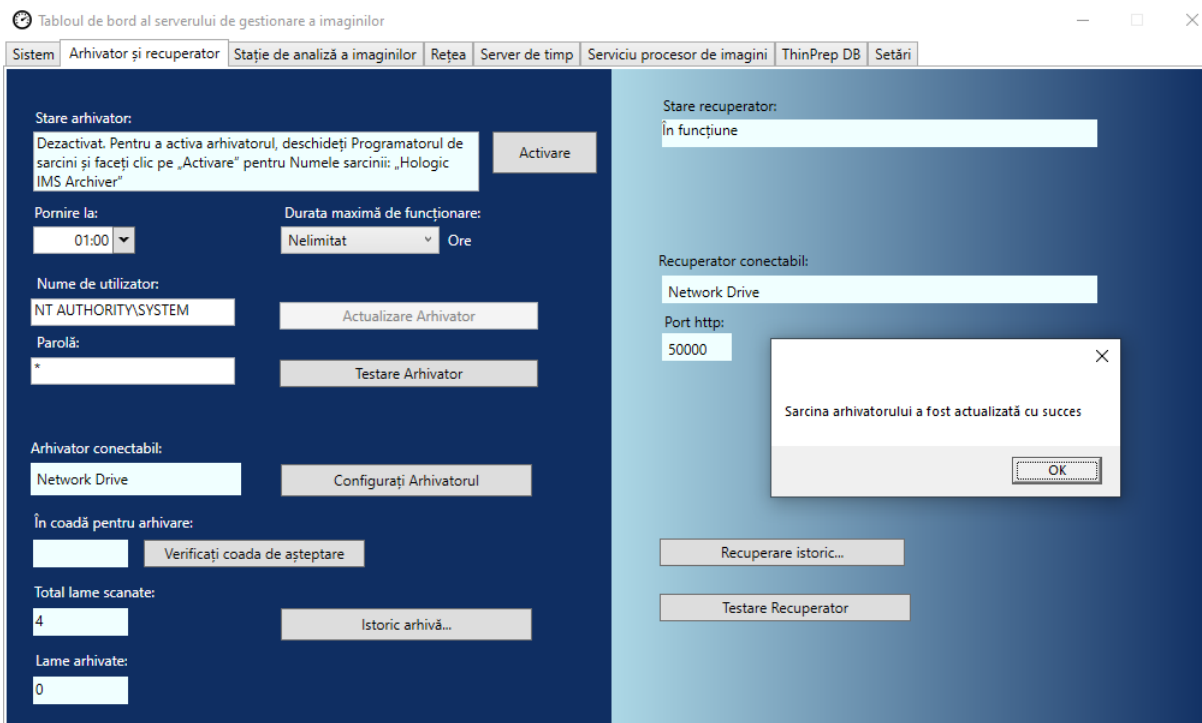 Tabloul de bord al serverului de gestionare a imaginilor
Sistem
Arhivator și recuperator
Stație de analiză a imaginilor
Rețea
Server de timp
Serviciu procesor de imagini
ThinPrep DB
Setări
Stare arhivator:
Dezactivat. Pentru a activa arhivatorul, deschideți Programatorul de
sarcini și faceți clic pe „Activare” pentru Numele sarcinii: „Hologic
IMS Archiver”
Activare
Pornire la:
01:00
Durata maximă de funcționare:
Nelimitat
Ore
Nume de utilizator:
NT AUTHORITY\SYSTEM
Actualizare Arhivator
Parolă:
*
Testare Arhivator
Arhivator conectabil:
Network Drive
Configurați Arhivatorul
În coadă pentru arhivare:
Verificați coada de așteptare
Total lame scanate:
4
Istoric arhivă...
Lame arhivate:
0
Stare recuperator:
În funcțiune
Recuperator conectabil:
Network Drive
Port http:
50000
Sarcina arhivatorului a fost actualizată cu succes
OK
Recuperare istoric...
Testare Recuperator